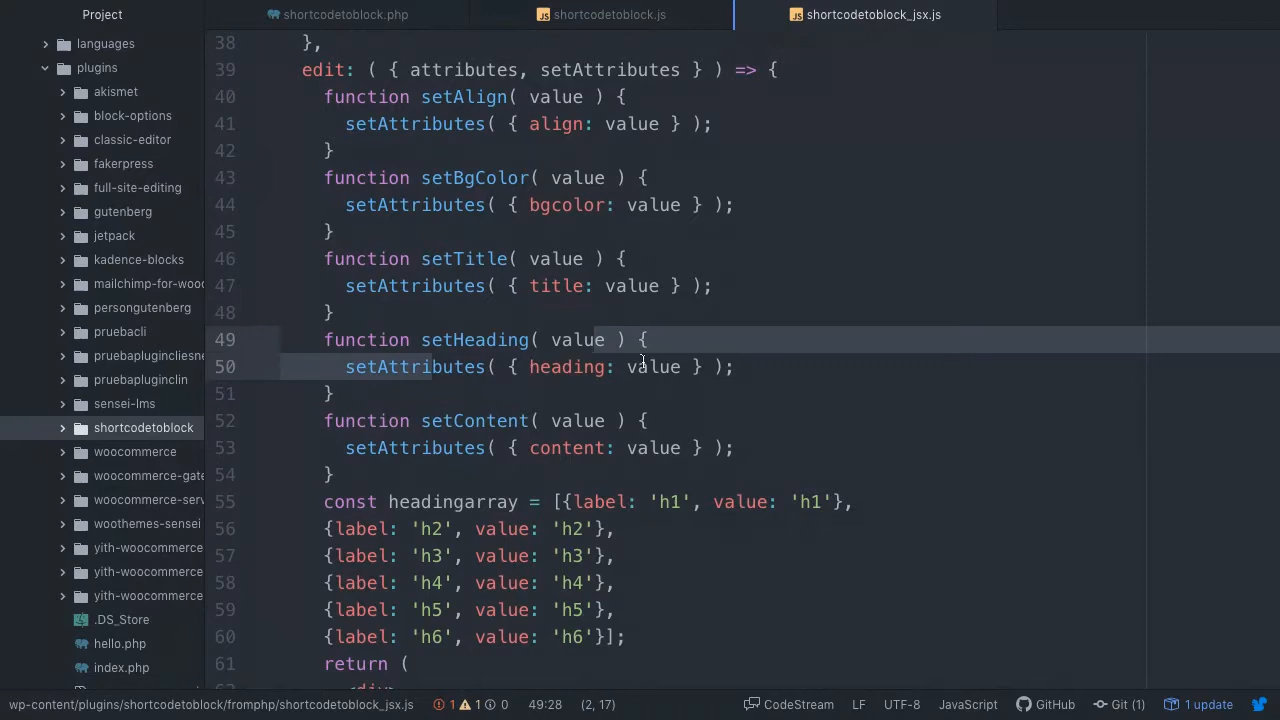 Project
shortcodetoblock.php
shortcodetoblock.js
shortcodetoblock_jsx.js
languages
plugins
akismet
block-options
classic-editor
fakerpress
full-site-editing
gutenberg
jetpack
kadence-blocks
mailchimp-for-wooc
persongutenberg
pruebacli
pruebaplugincliesne
pruebapluginclin
sensei-lms
shortcodetoblock
woocommerce
woocommerce-gate
woocommerce-serv
woothemes-sensei
yith-woocommerce
yith-woocommerce
yith-woocommerce
.DS_Store
hello.php
index.php
38 },
39 edit: ( { attributes, setAttributes } ) => {
40 function setAlign( value ) {
41 setAttributes( { align: value } );
42 }
43 function setBgColor( value ) {
44 setAttributes( { bgcolor: value } );
45 }
46 function setTitle( value ) {
47 setAttributes( { title: value } );
48 }
49 function setHeading( value ) {
50 setAttributes( { heading: value } );
51 }
52 function setContent( value ) {
53 setAttributes( { content: value } );
54 }
55 const headingarray = [{label: 'h1', value: 'h1'},
56 {label: 'h2', value: 'h2'},
57 {label: 'h3', value: 'h3'},
58 {label: 'h4', value: 'h4'},
59 {label: 'h5', value: 'h5'},
60 {label: 'h6', value: 'h6'}];
61 return (
wp-content/plugins/shortcodetoblock/fromphp/shortcodetoblock_jsx.js 1 1 0 49:28 (2, 17) CodeStream LF UTF-8 JavaScript GitHub Git (1) 1 update